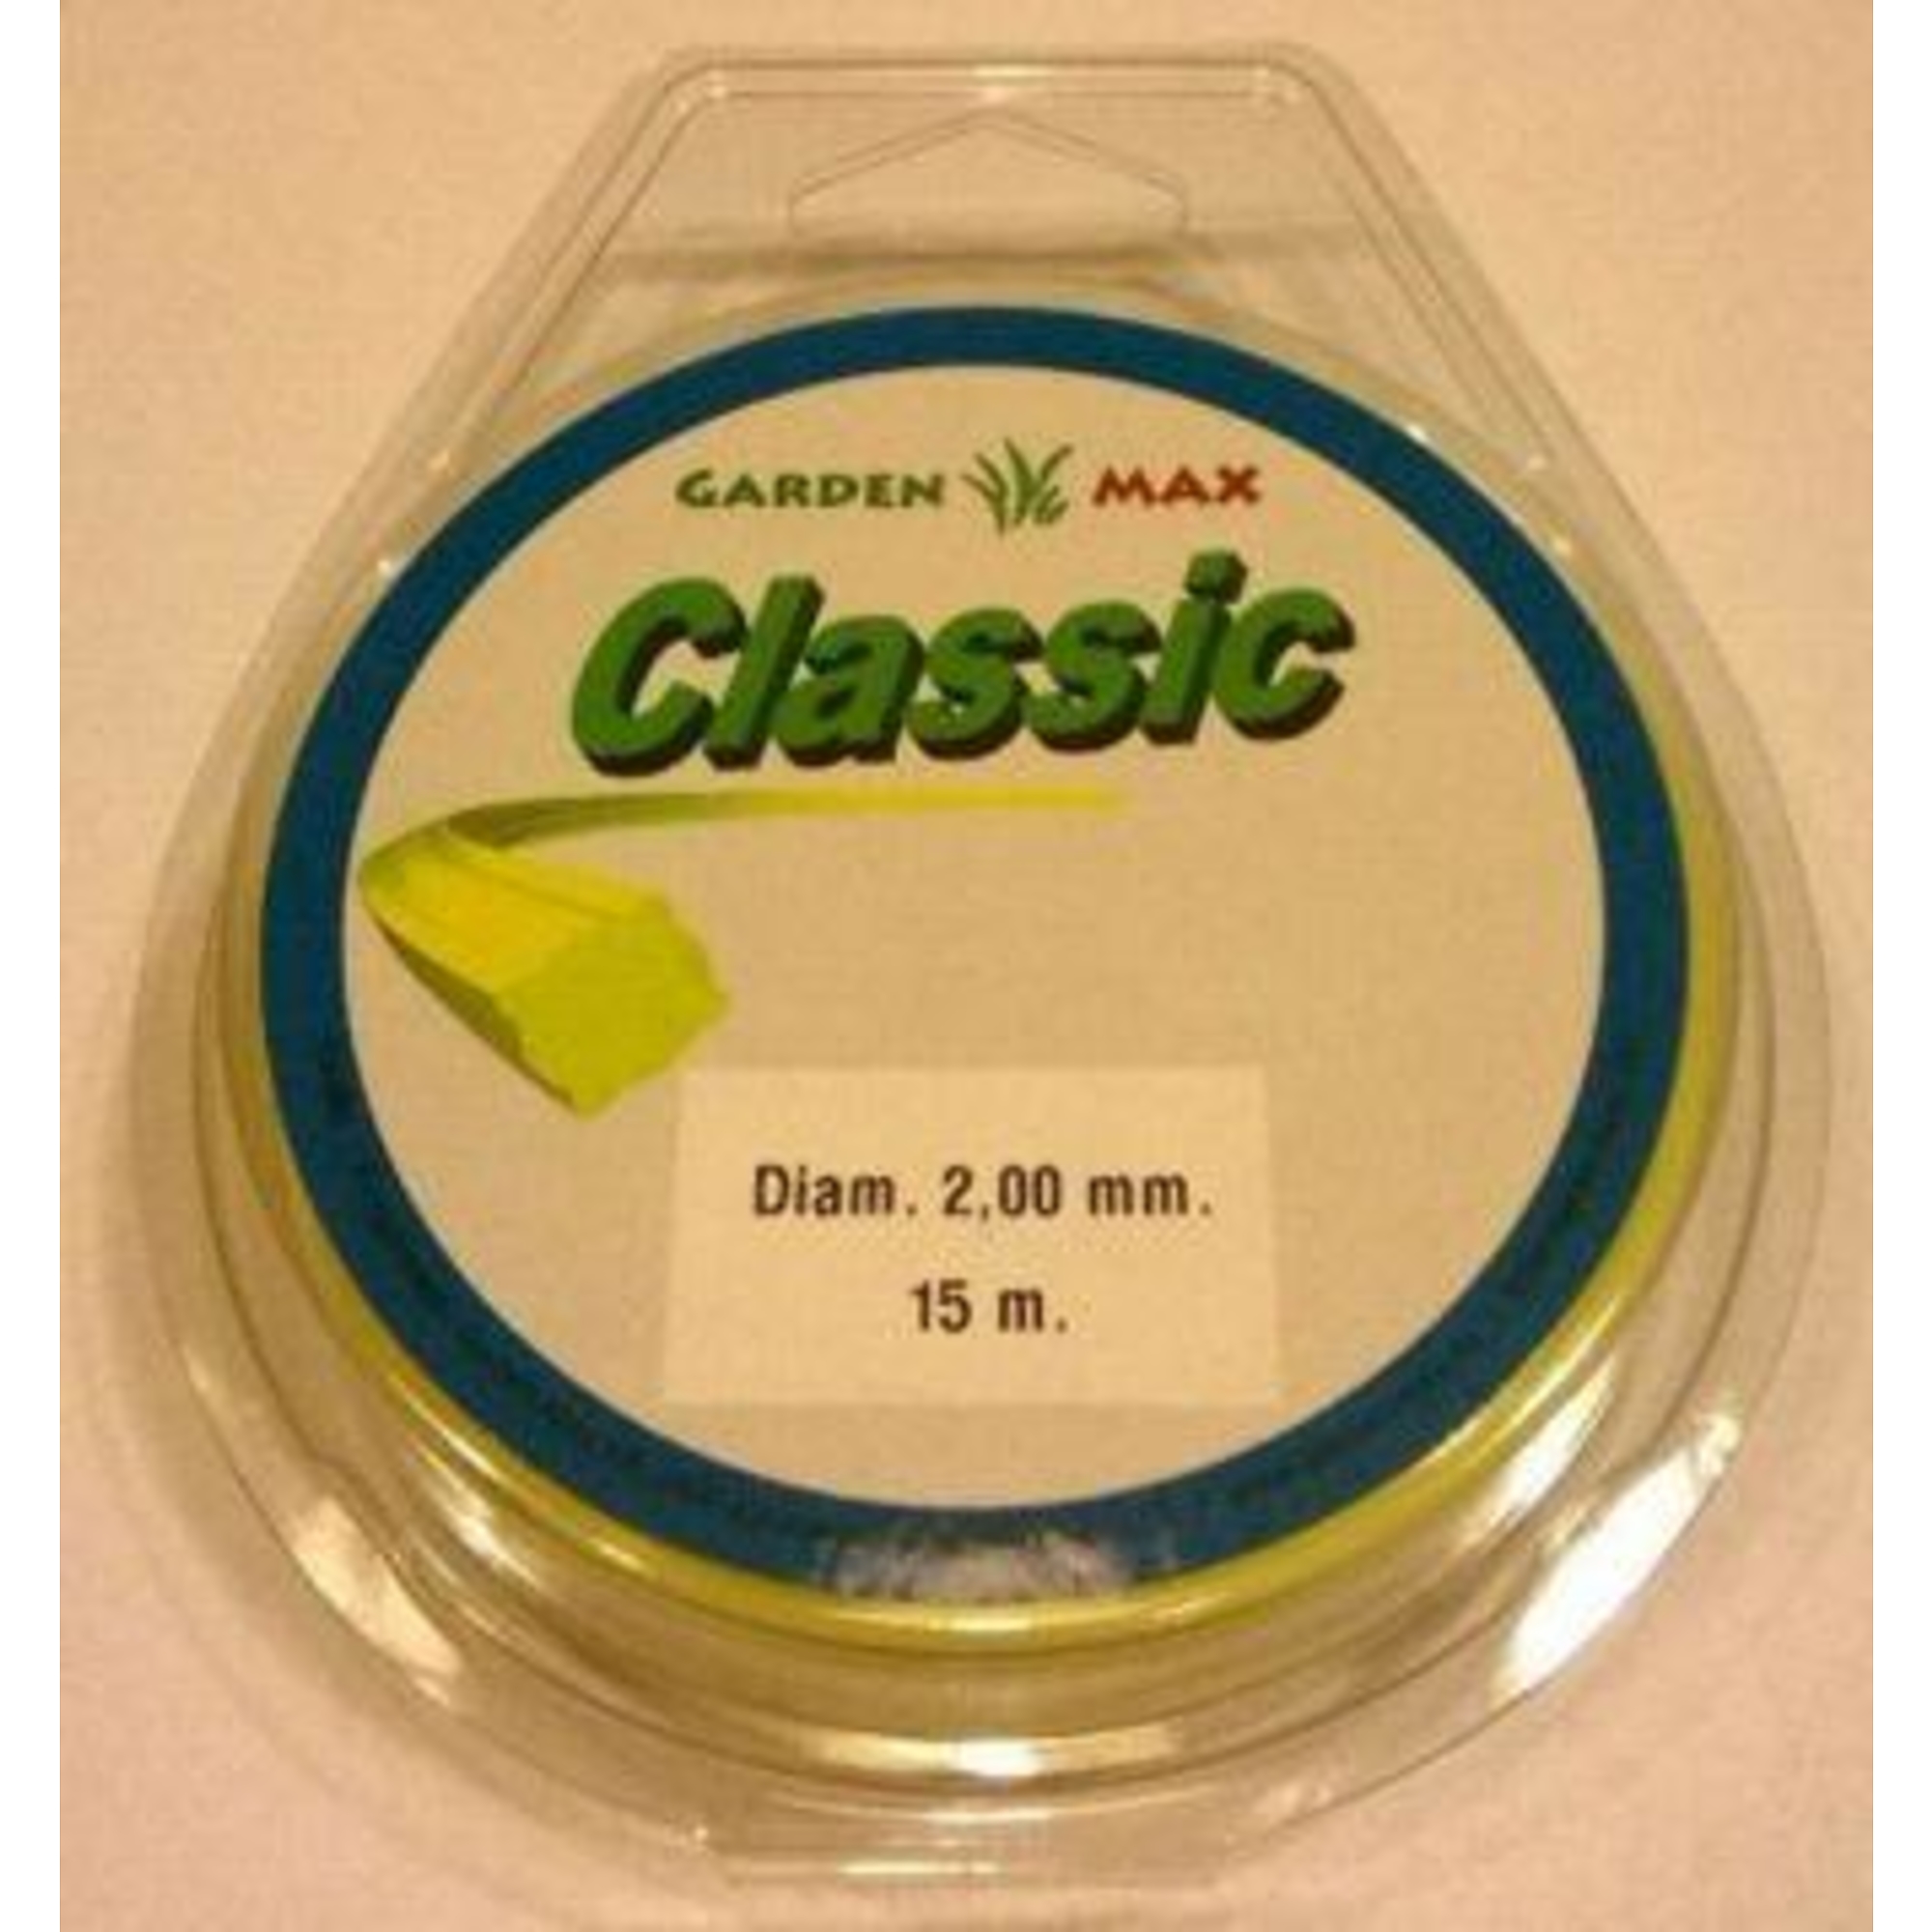 GARDEN MAX
Classic
Diam. 2,00 mm.
15 m.